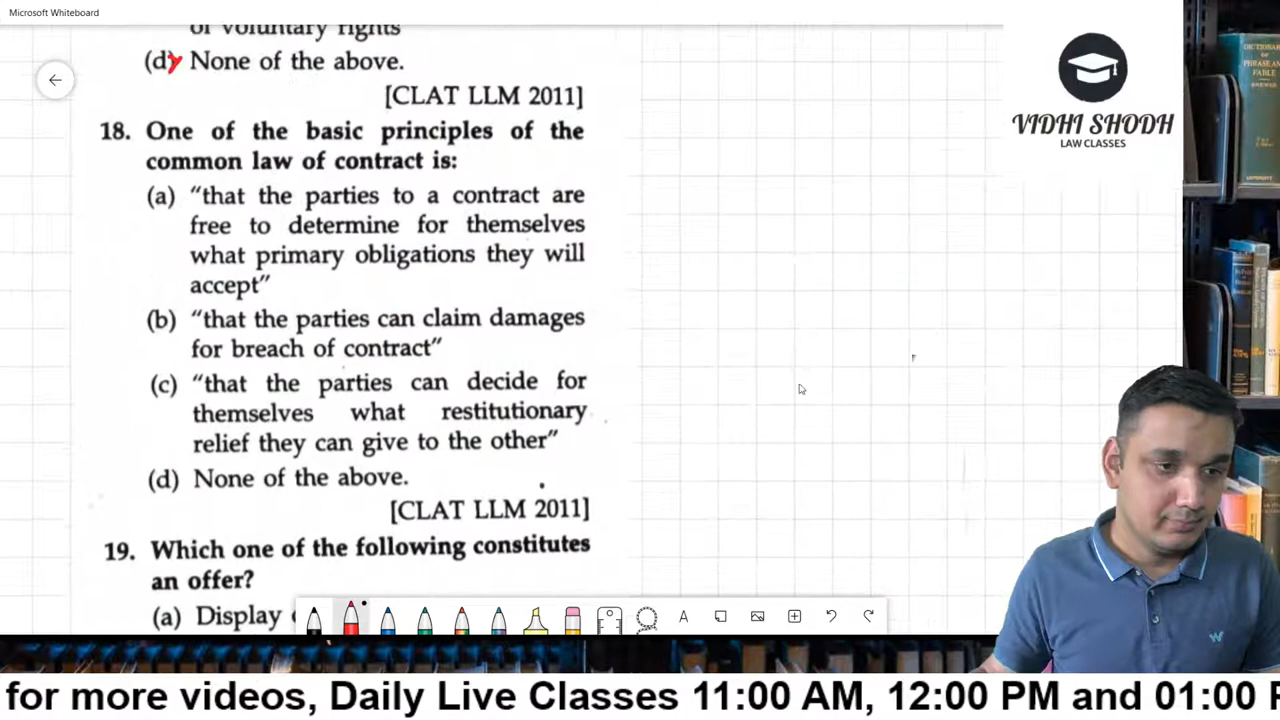 Microsoft Whiteboard
of voluntary rights
(d) None of the above.
[CLAT LLM 2011]
18. One of the basic principles of the
common law of contract is:
(a) “that the parties to a contract are
free to determine for themselves
what primary obligations they will
accept”
(b) “that the parties can claim damages
for breach of contract”
(c) “that the parties can decide for
themselves what restitutionary
relief they can give to the other”
(d) None of the above.
[CLAT LLM 2011]
19. Which one of the following constitutes
an offer?
(a) Display
VIDHI SHODH
LAW CLASSES
DICTIONARY
OF
PHRASE AND
FABLE
A
for more videos, Daily Live Classes 11:00 AM, 12:00 PM and 01:00